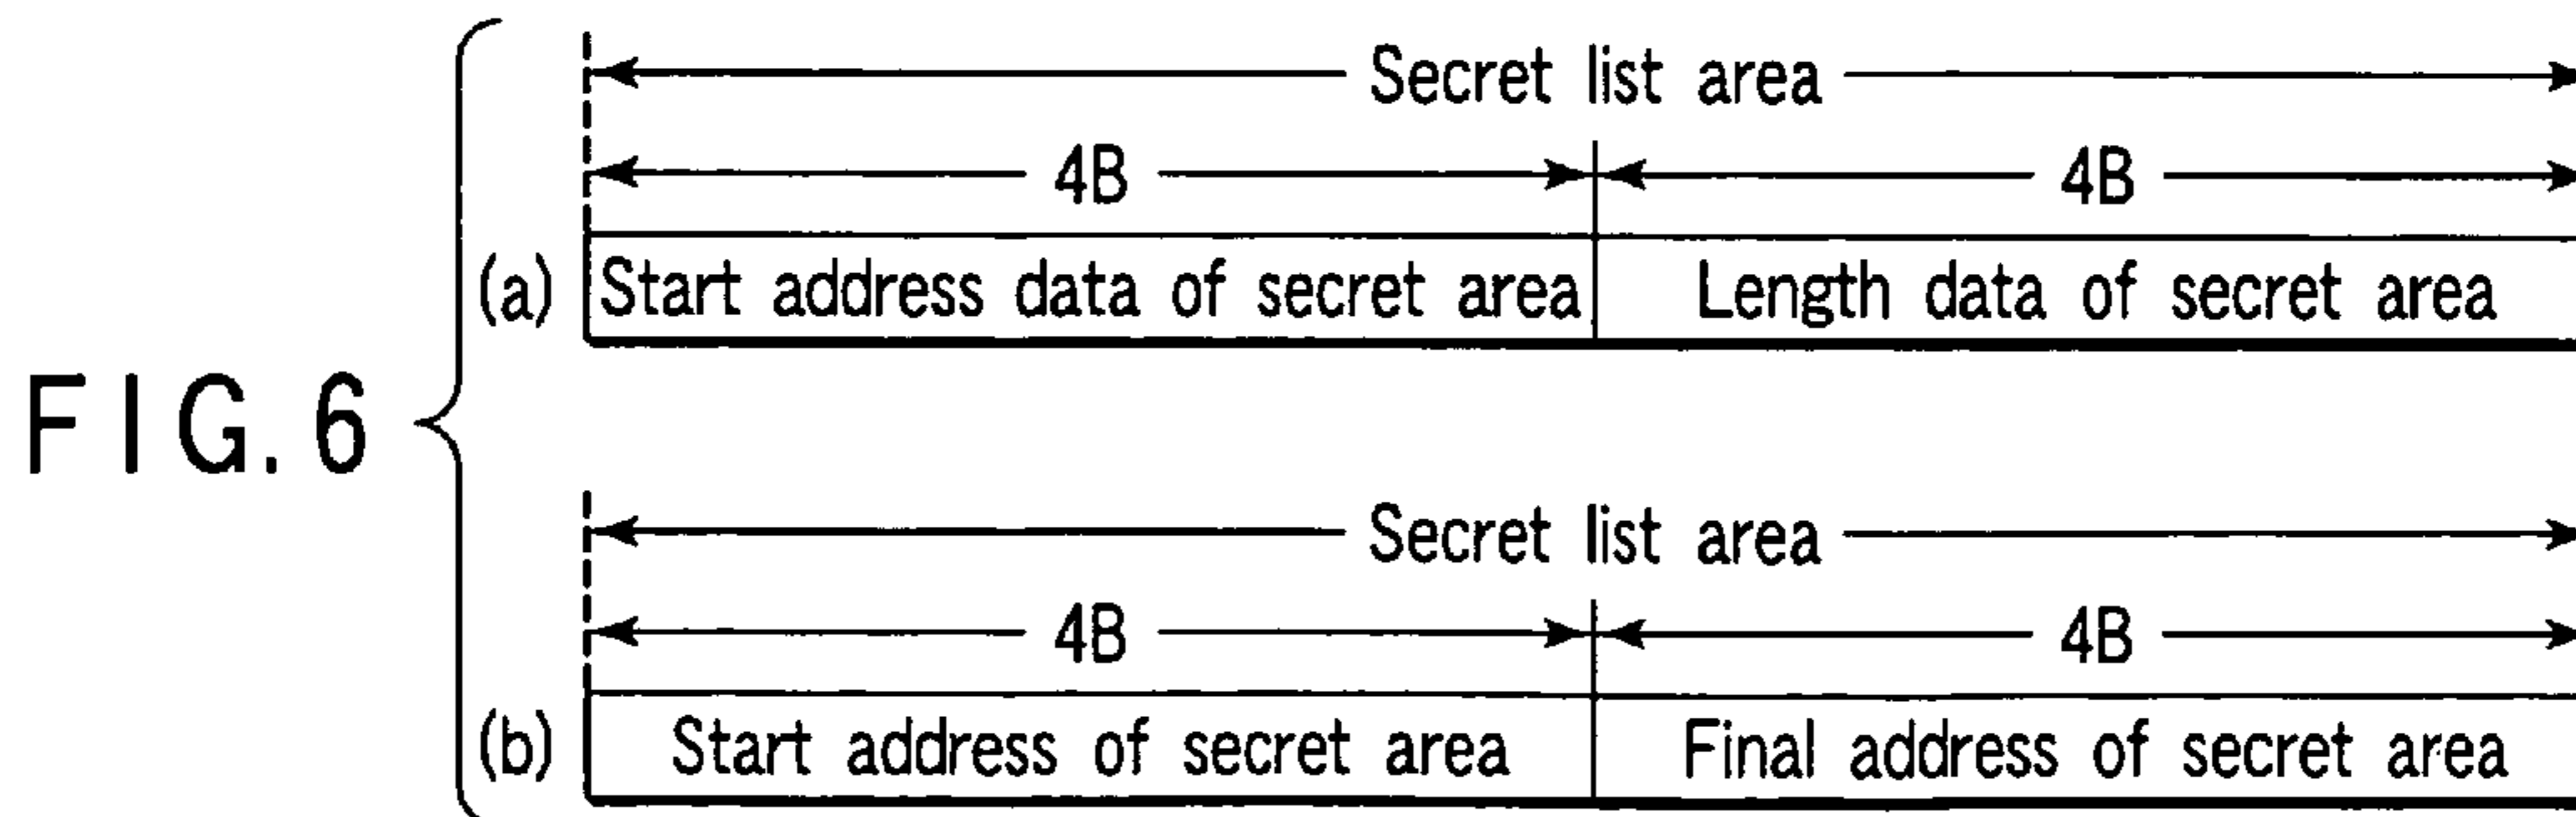 Secret list area
4B 4B
(a) Start address data of secret area Length data of secret area
FIG. 6
Secret list area
4B 4B
(b) Start address of secret area Final address of secret area